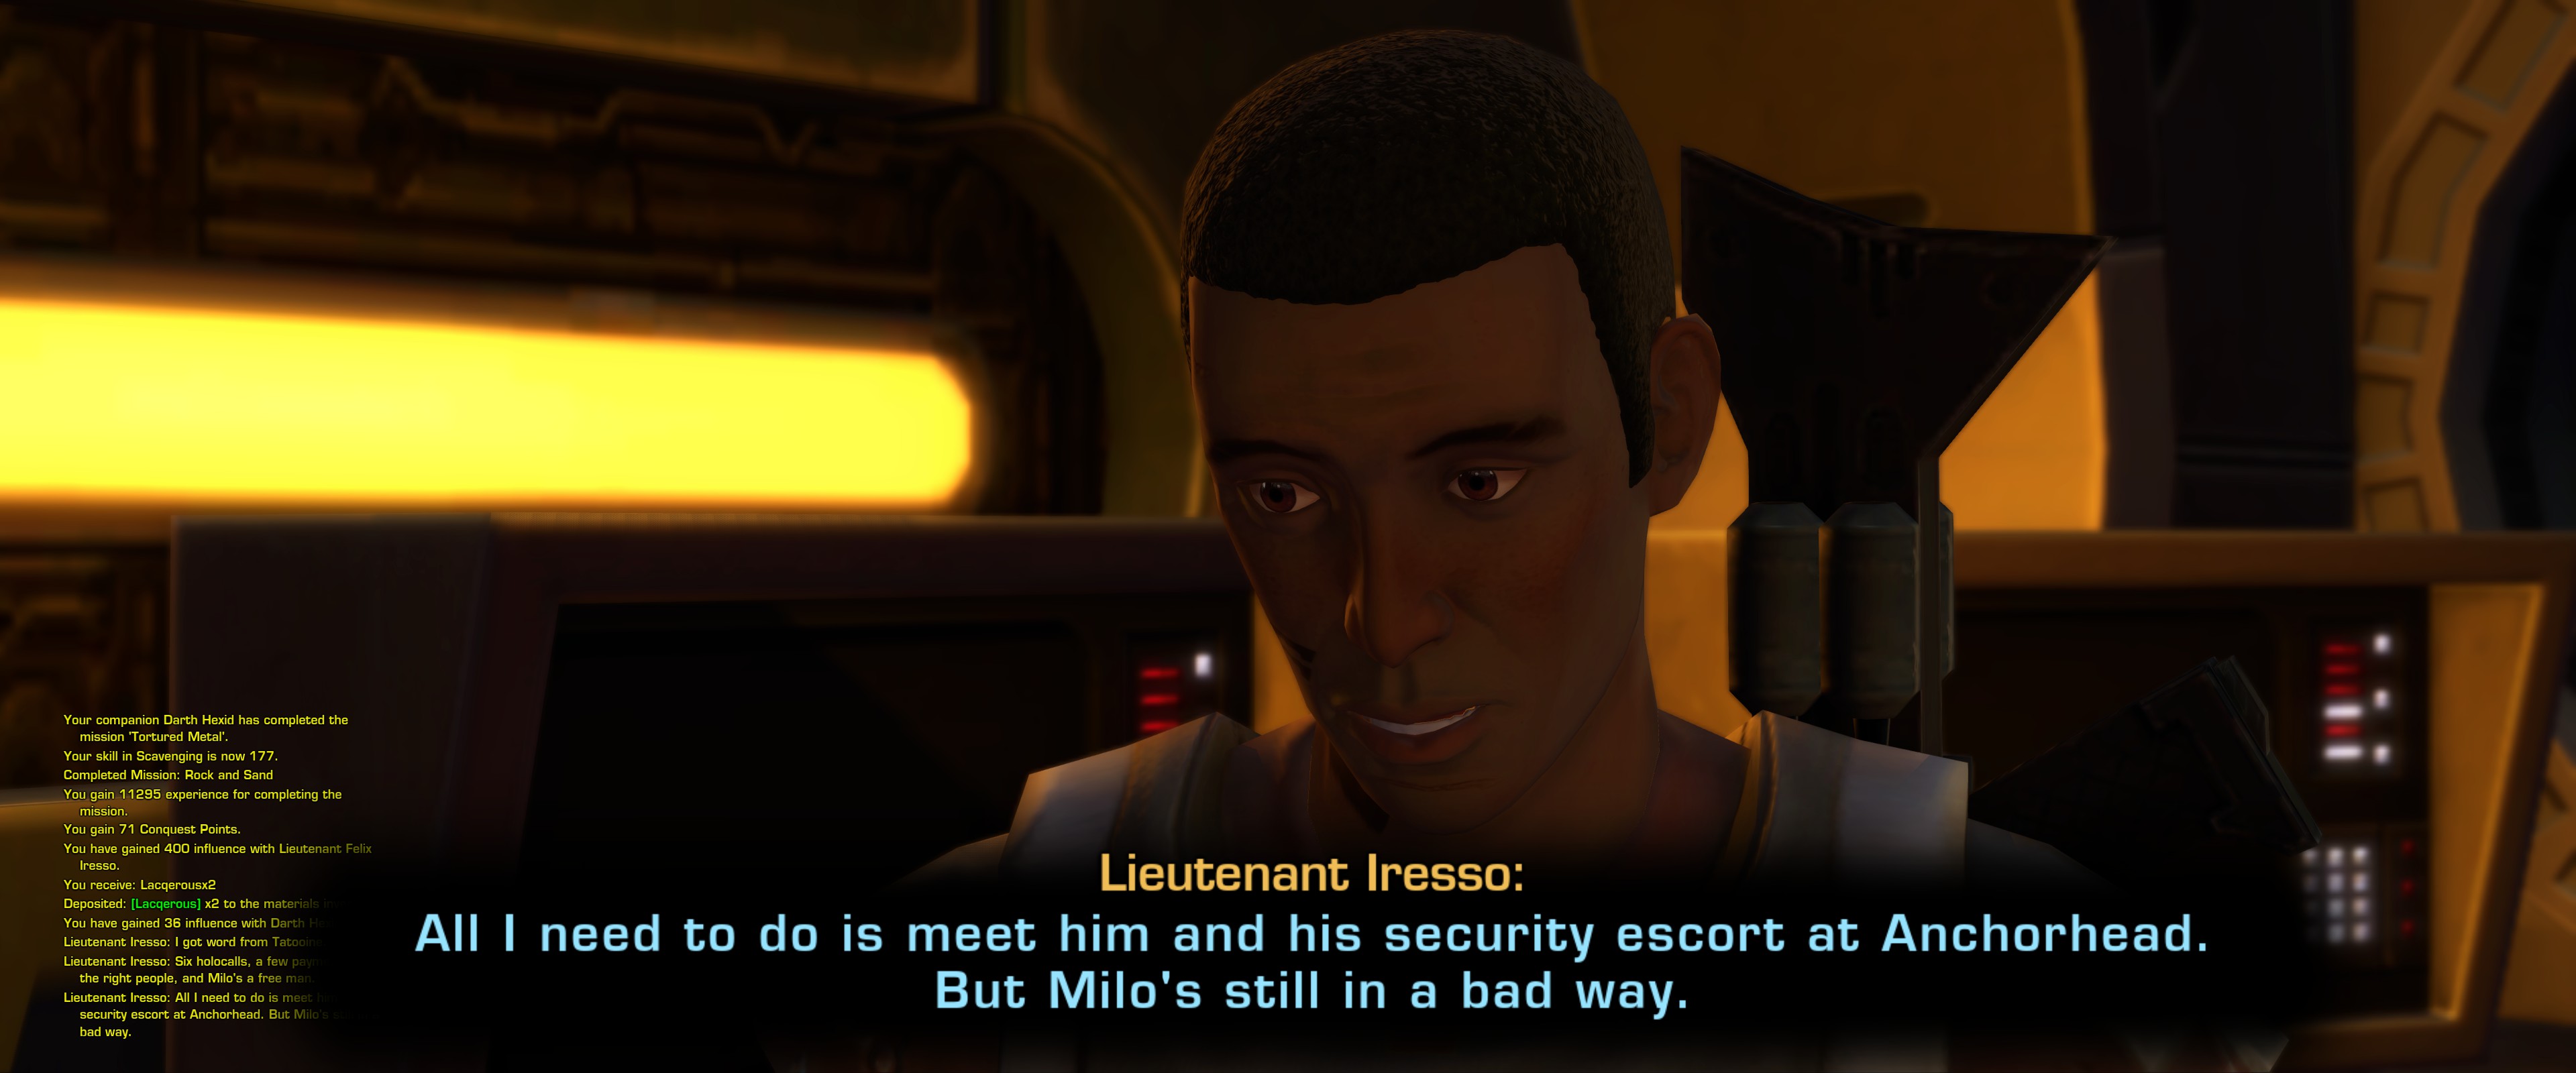 Your companion Darth Hexid has completed the
mission 'Tortured Metal'.
Your skill in Scavenging is now 177.
Completed Mission: Rock and Sand
You gain 11295 experience for completing the
mission.
You gain 71 Conquest Points.
You have gained 400 influence with Lieutenant Felix
Iresso.
You receive: Lacqerousx2
Deposited: [Lacqerous] x2 to the materials
You have gained 36 influence with Darth
Lieutenant Iresso: I got word from Tatooine
Lieutenant Iresso: Six holocalls, a few
the right people, and Milo's a free man.
Lieutenant Iresso: All I need to do is meet
security escort at Anchorhead. But Milo's
bad way.
Lieutenant Iresso:
All I need to do is meet him and his security escort at Anchorhead.
But Milo's still in a bad way.